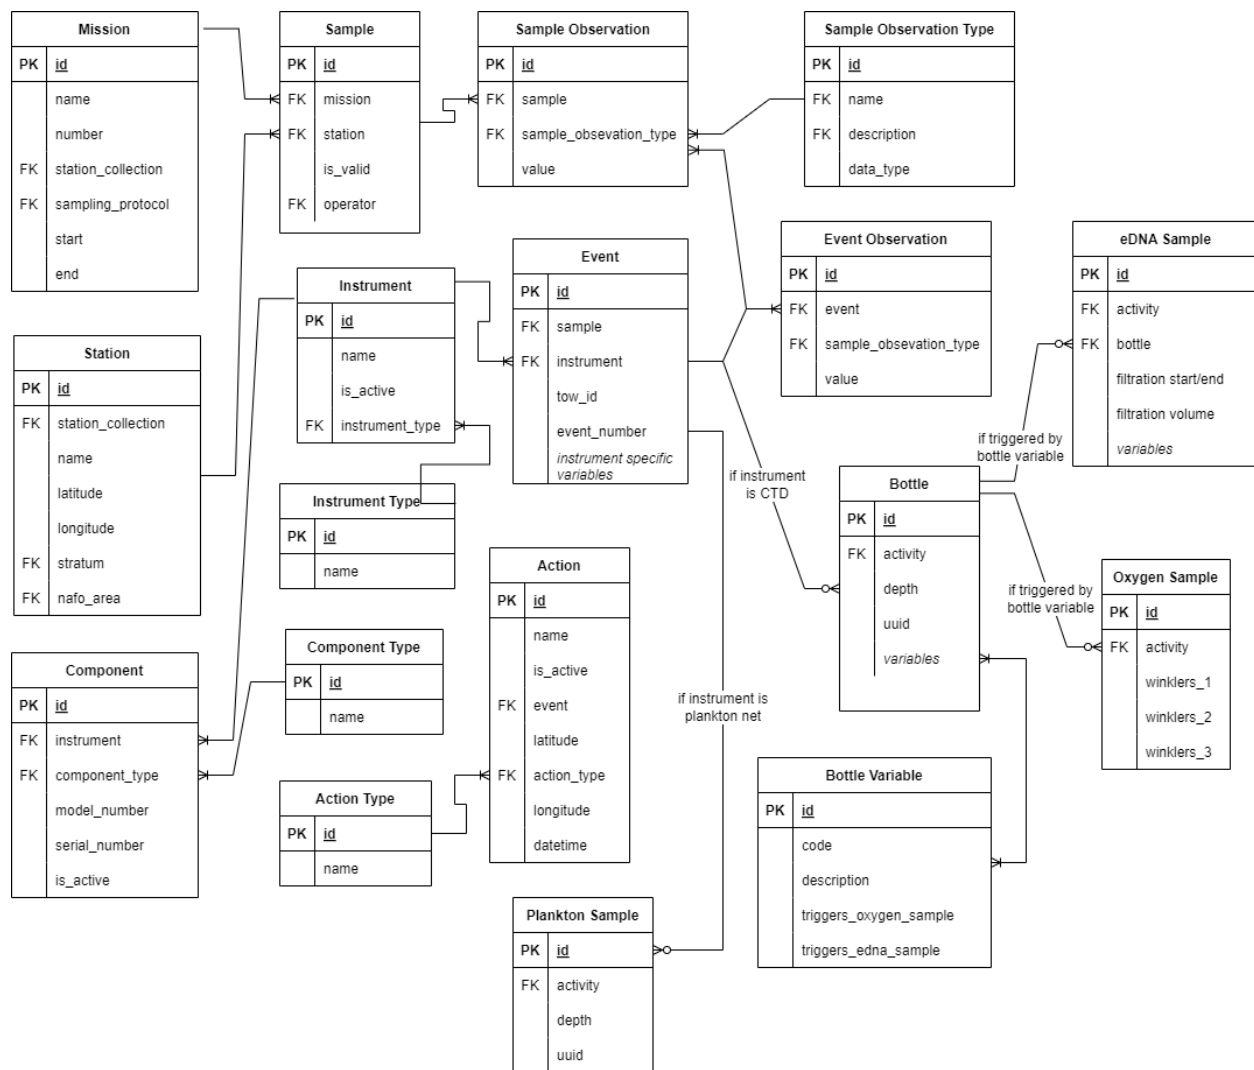 Mission
PK id
name
number
FK station_collection
FK sampling_protocol
start
end
Sample
PK id
FK mission
FK station
is_valid
FK operator
Sample Observation
PK id
FK sample
FK sample_obsevation_type
value
Sample Observation Type
PK id
FK name
FK description
data_type
Event Observation
PK id
FK event
FK sample_obsevation_type
value
eDNA Sample
PK id
FK activity
FK bottle
filtration start/end
filtration volume
variables
Event
PK id
FK sample
FK instrument
tow_id
event_number
instrument specific
variables
Instrument
PK id
name
is_active
FK instrument_type
Station
PK id
FK station_collection
name
latitude
longitude
FK stratum
FK nafo_area
Instrument Type
PK id
name
if instrument
is CTD
if triggered by
bottle variable
Bottle
PK id
FK activity
depth
uuid
variables
if triggered by
bottle variable
Oxygen Sample
PK id
FK activity
winklers_1
winklers_2
winklers_3
Action
PK id
name
is_active
FK event
latitude
FK action_type
longitude
datetime
Component Type
PK id
name
Component
PK id
FK instrument
FK component_type
model_number
serial_number
is_active
if instrument is
plankton net
Action Type
PK id
name
Bottle Variable
PK id
code
description
triggers_oxygen_sample
triggers_edna_sample
Plankton Sample
PK id
FK activity
depth
uuid